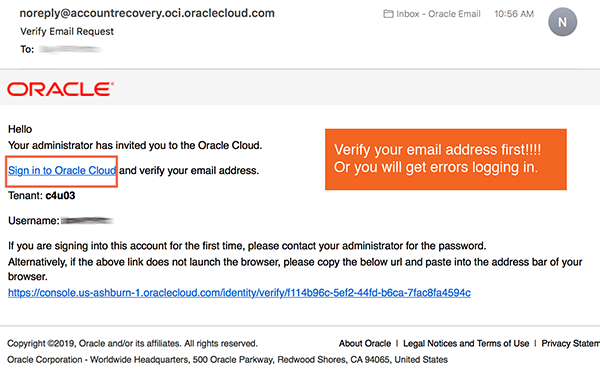 noreply@accountrecovery.oci.oraclecloud.com
Inbox - Oracle Email
10:56 AM
N
Verify Email Request
To:
ORACLE®
Hello
Your administrator has invited you to the Oracle Cloud.
Sign in to Oracle Cloud and verify your email address.
Verify your email address first!!!!
Or you will get errors logging in.
Tenant: c4u03
Username:
If you are signing into this account for the first time, please contact your administrator for the password.
Alternatively, if the above link does not launch the browser, please copy the below url and paste into the address bar of your
browser.
https://console.us-ashburn-1.oraclecloud.com/identity/verify/f114b96c-5ef2-44fd-b6ca-7fac8fa4594c
Copyright ©2019, Oracle and/or its affiliates. All rights reserved.
About Oracle | Legal Notices and Terms of Use | Privacy Statem
Oracle Corporation - Worldwide Headquarters, 500 Oracle Parkway, Redwood Shores, CA 94065, United States